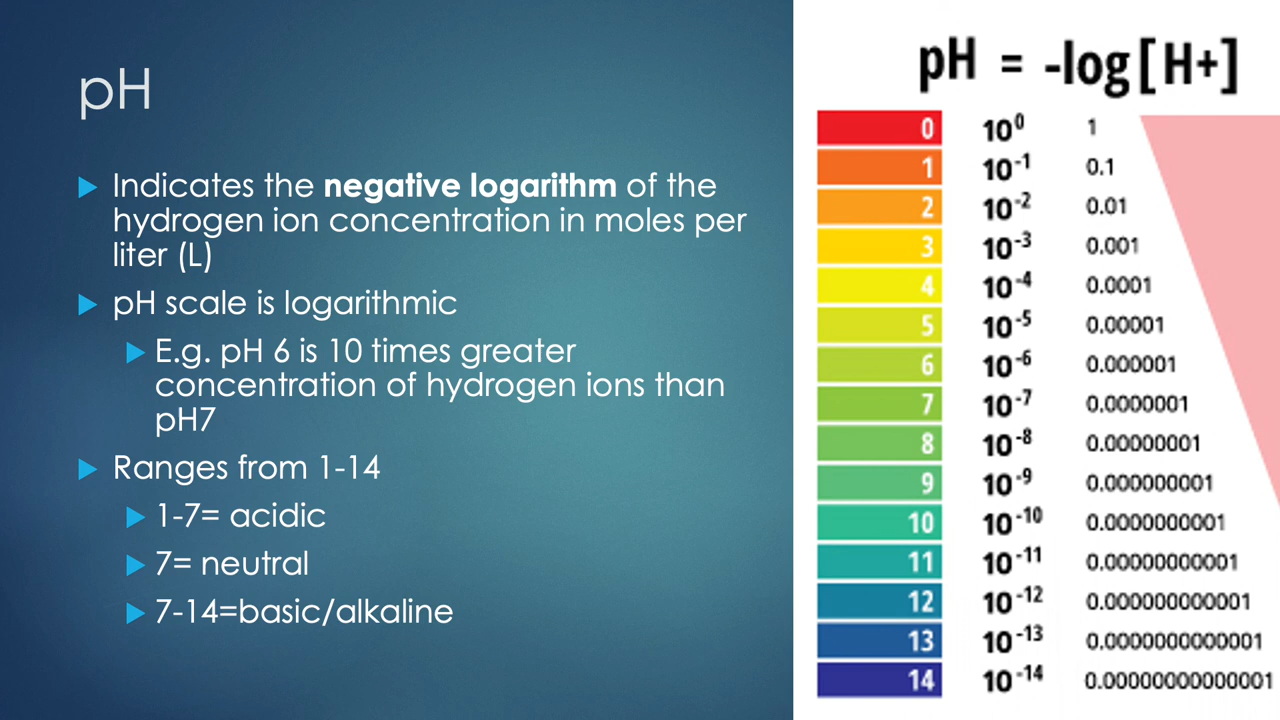 pH
Indicates the negative logarithm of the
hydrogen ion concentration in moles per
liter (L)
pH scale is logarithmic
E.g. pH 6 is 10 times greater
concentration of hydrogen ions than
pH7
Ranges from 1-14
1-7= acidic
7= neutral
7-14=basic/alkaline
pH = -log[H+]
0 10⁰ 1
1 10⁻¹ 0.1
2 10⁻² 0.01
3 10⁻³ 0.001
4 10⁻⁴ 0.0001
5 10⁻⁵ 0.00001
6 10⁻⁶ 0.000001
7 10⁻⁷ 0.0000001
8 10⁻⁸ 0.00000001
9 10⁻⁹ 0.000000001
10 10⁻¹⁰ 0.0000000001
11 10⁻¹¹ 0.00000000001
12 10⁻¹² 0.000000000001
13 10⁻¹³ 0.0000000000001
14 10⁻¹⁴ 0.00000000000001